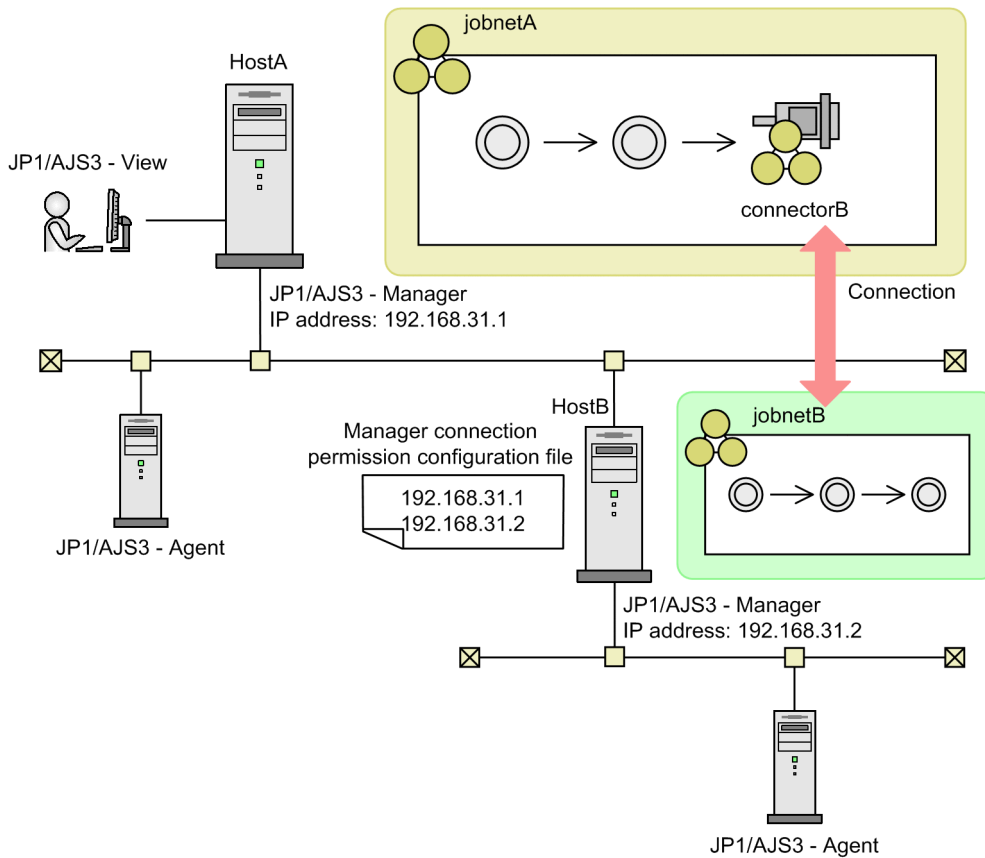 jobnetA
HostA
JP1/AJS3 - View
connectorB
JP1/AJS3 - Manager
IP address: 192.168.31.1
Connection
HostB
jobnetB
Manager connection
permission configuration file
192.168.31.1
192.168.31.2
JP1/AJS3 - Agent
JP1/AJS3 - Manager
IP address: 192.168.31.2
JP1/AJS3 - Agent